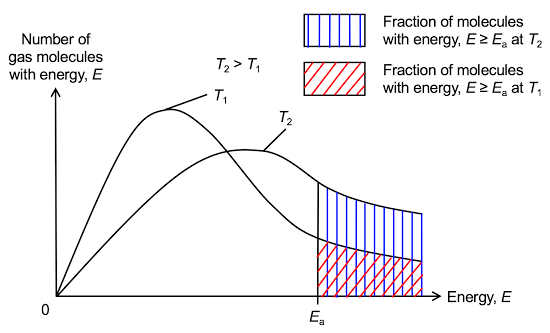 Number of
gas molecules
with energy, E
T₂ > T₁
T₁
T₂
Fraction of molecules
with energy, E ≥ Eₐ at T₂
Fraction of molecules
with energy, E ≥ Eₐ at T₁
0
Eₐ
Energy, E